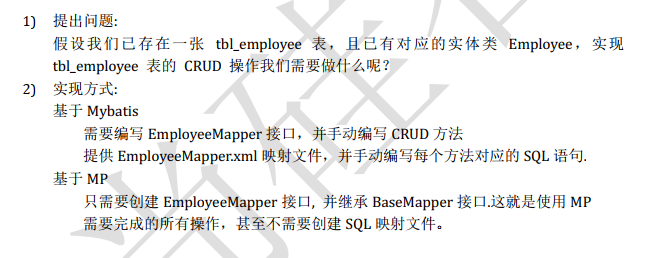 1) 提出问题:
假设我们已存在一张 tbl_employee 表，且已有对应的实体类 Employee，实现
tbl_employee 表的 CRUD 操作我们需要做什么呢？
2) 实现方式:
基于 Mybatis
需要编写 EmployeeMapper 接口，并手动编写 CRUD 方法
提供 EmployeeMapper.xml 映射文件，并手动编写每个方法对应的 SQL 语句.
基于 MP
只需要创建 EmployeeMapper 接口, 并继承 BaseMapper 接口.这就是使用 MP
需要完成的所有操作，甚至不需要创建 SQL 映射文件。